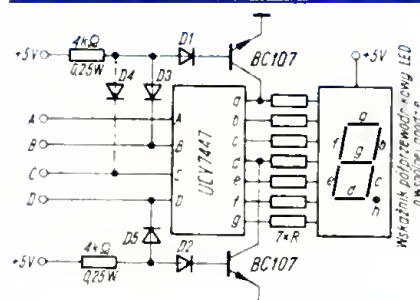 +5V 4kΩ 0,25W D1 BC107
D4 D3
+5V
A A a
B B b
C C c
D D d
e
f
g
UCY7447
D5 D2
+5V 4kΩ 0,25W
BC107
7×R
a
f g b
e d c
h
Wskaźnik półprzewodnikowy LED